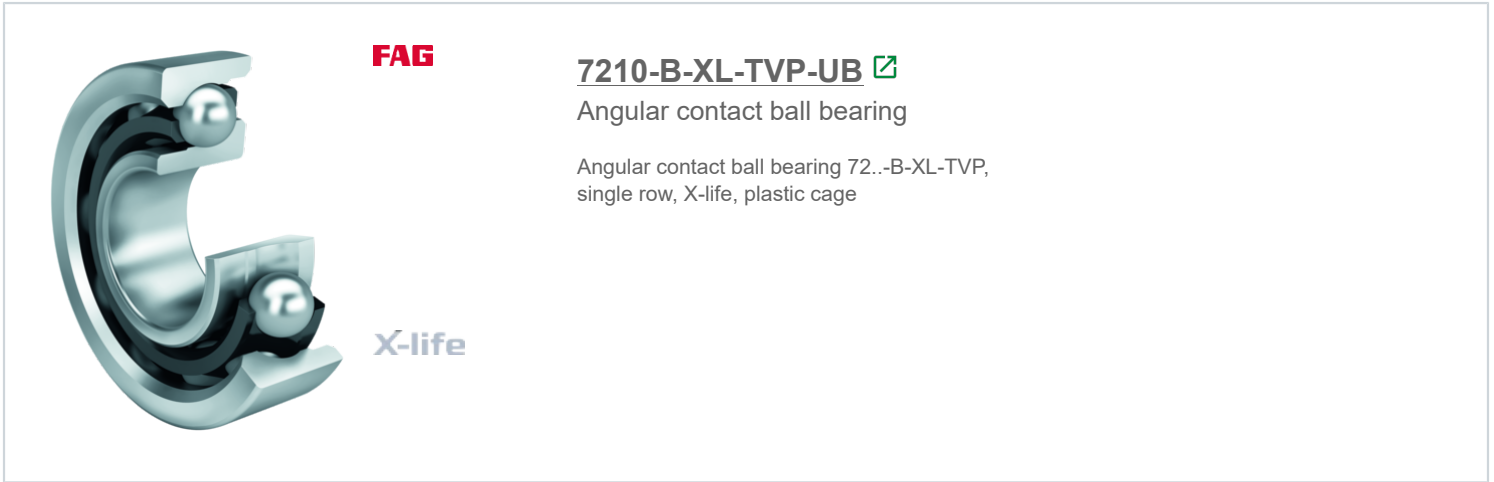 FAG
7210-B-XL-TVP-UB
Angular contact ball bearing
Angular contact ball bearing 72..-B-XL-TVP,
single row, X-life, plastic cage
X-life